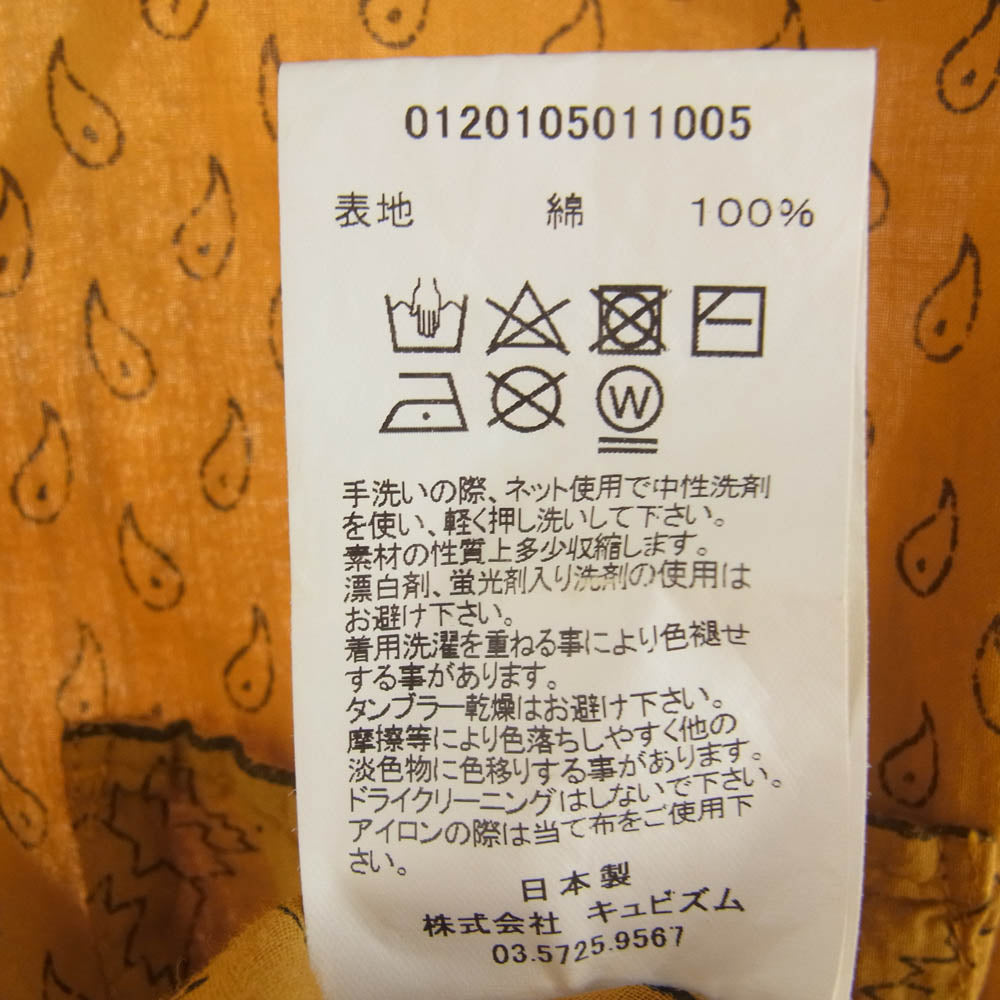 0120105011005
表地 綿 100%
W
手洗いの際、ネット使用で中性洗剤
を使い、軽く押し洗いして下さい。
素材の性質上多少収縮します。
漂白剤、蛍光剤入り洗剤の使用は
お避け下さい。
着用洗濯を重ねる事により色褪せ
する事があります。
タンブラー乾燥はお避け下さい。
摩擦等により色落ちしやすく他の
淡色物に色移りする事があります。
ドライクリーニングはしないで下さい。
アイロンの際は当て布をご使用下
さい。
日本製
株式会社 キュビズム
03.5725.9567